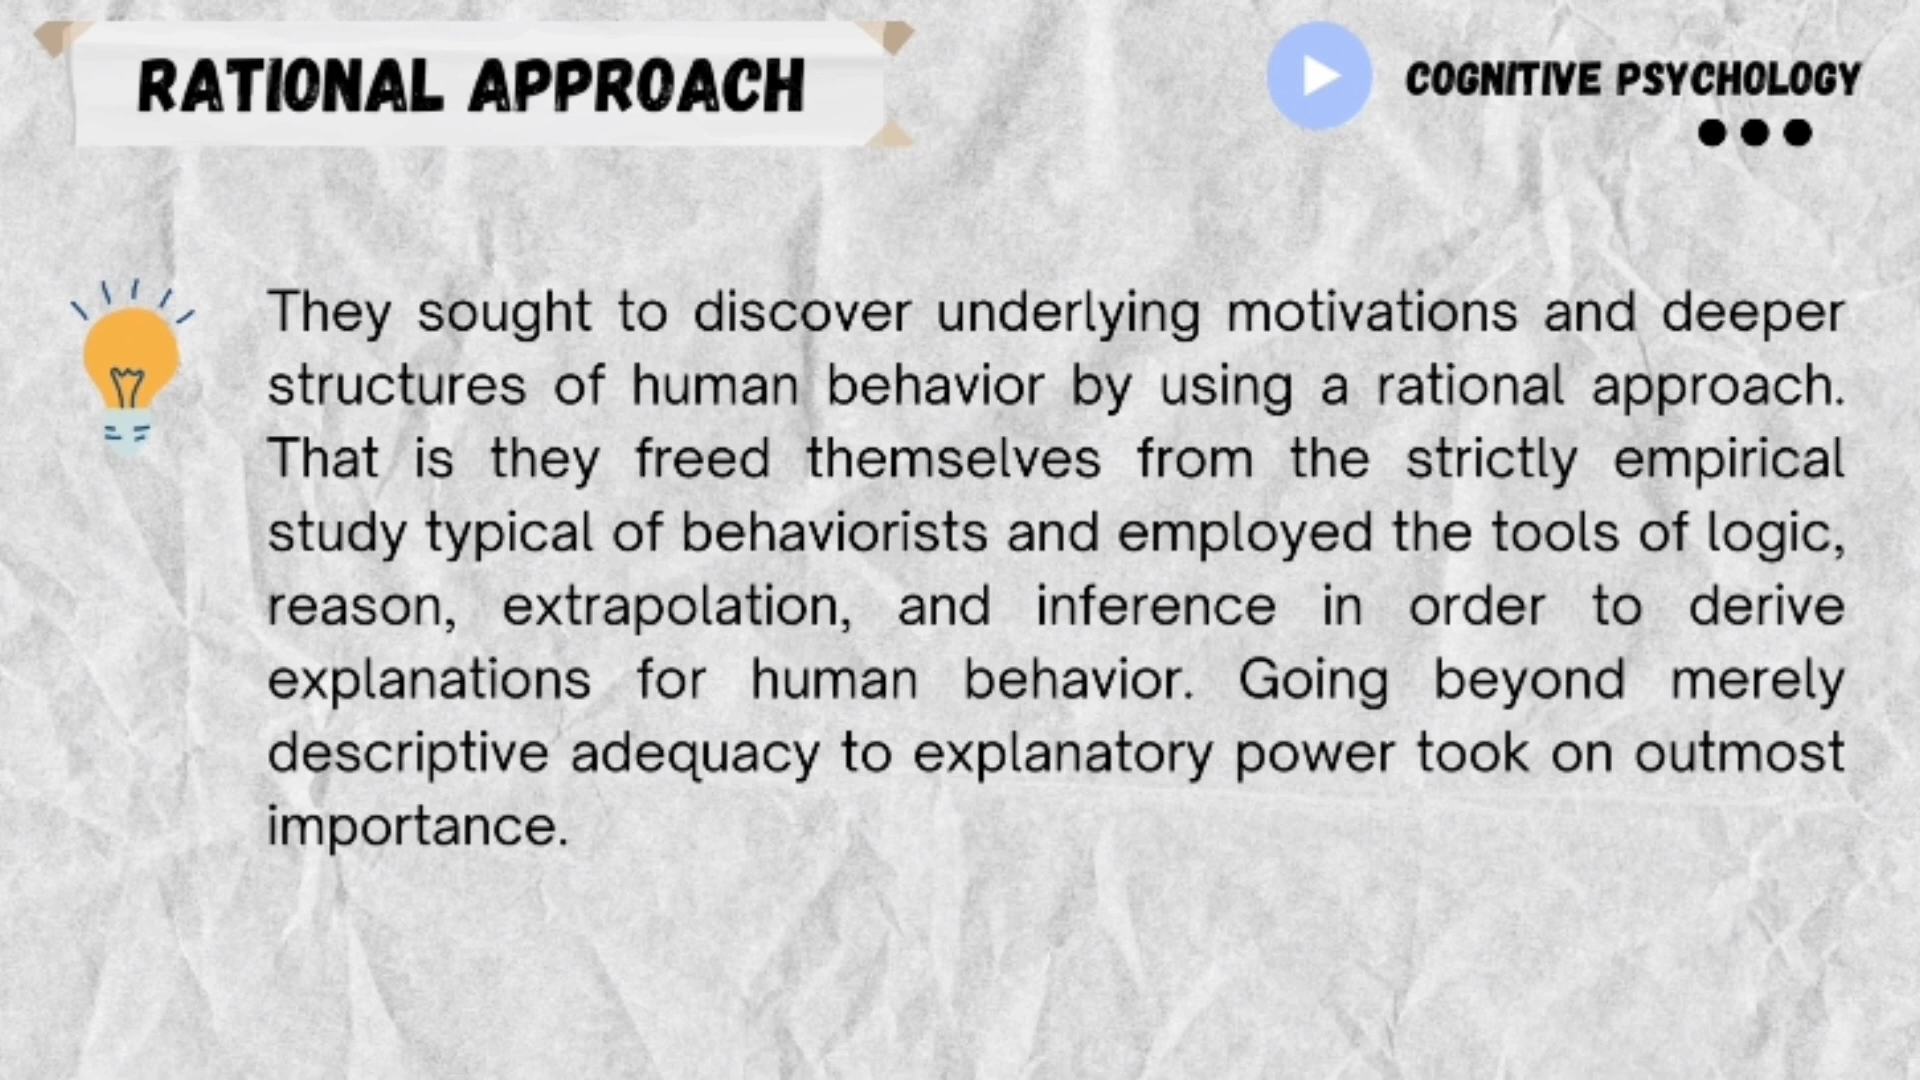 RATIONAL APPROACH
COGNITIVE PSYCHOLOGY
They sought to discover underlying motivations and deeper
structures of human behavior by using a rational approach.
That is they freed themselves from the strictly empirical
study typical of behaviorists and employed the tools of logic,
reason, extrapolation, and inference in order to derive
explanations for human behavior. Going beyond merely
descriptive adequacy to explanatory power took on outmost
importance.